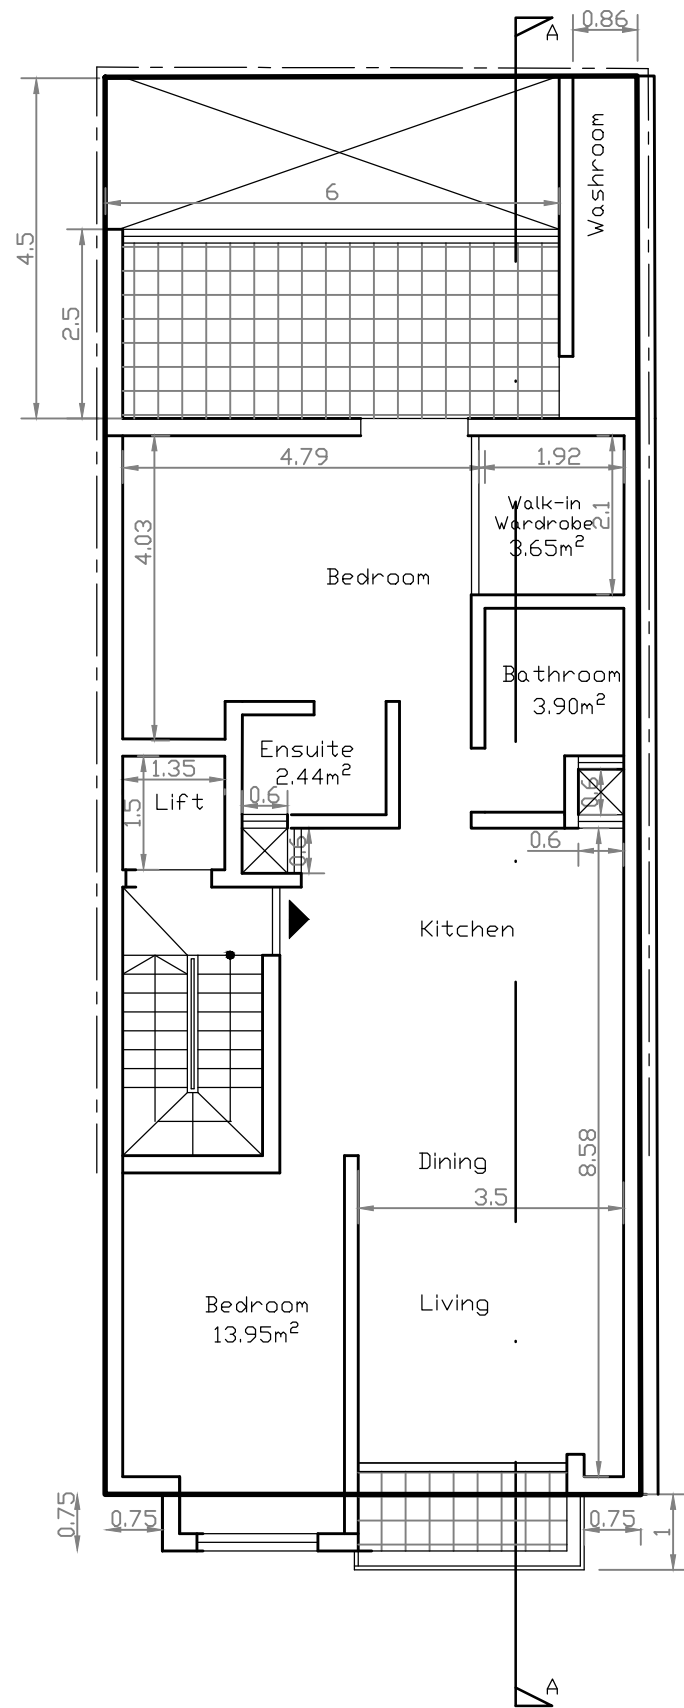 A
0.86
Washroom
6
4.5
2.5
4.79
1.92
Walk-in
Wardrobe
3.65m²
2.1
4.03
Bedroom
Bathroom
3.90m²
Ensuite
2.44m²
1.35
Lift
1.5
0.6
0.6
0.6
0.6
Kitchen
Dining
8.58
3.5
Bedroom
13.95m²
Living
0.75
0.75
0.75
1
A